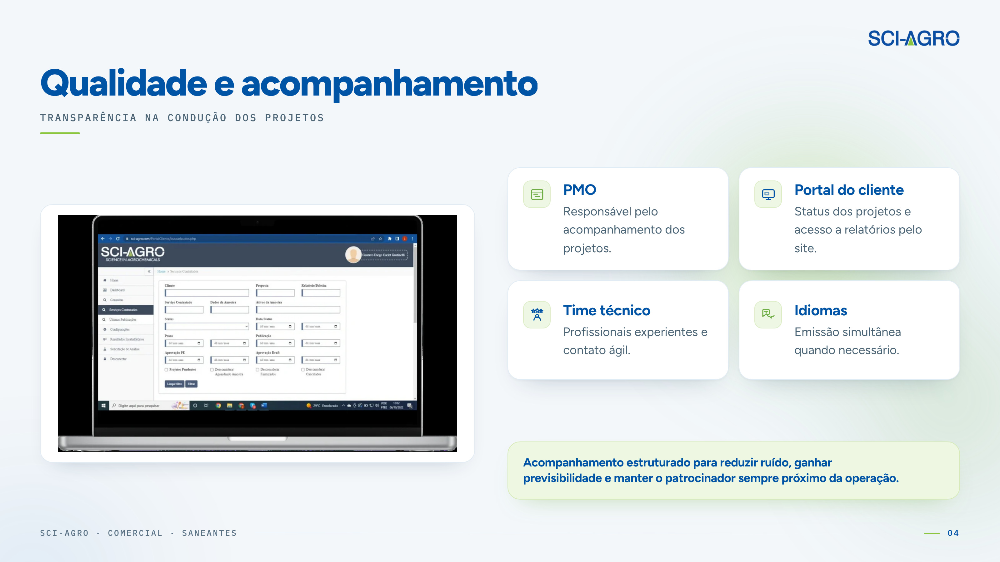 SCI-AGRO
Qualidade e acompanhamento
TRANSPARÊNCIA NA CONDUÇÃO DOS PROJETOS
sci-agro.com/PortalCliente/buscarlaudos.php
SCI-AGRO
SCIENCE IN AGROCHEMICALS
Gustavo Diego Carlet Gustinelli
Home » Serviços Contratados
Home
Dashboard
Consultas
Serviços Contratados
Últimas Publicações
Configurações
Resultados Insatisfatórios
Solicitação de Análise
Desconectar
Cliente Proposta Relatório/Boletim
Serviço Contratado Dados da Amostra Ativos da Amostra
Status Data Status
dd/mm/aaaa dd/mm/aaaa
Prazo Publicação
dd/mm/aaaa dd/mm/aaaa dd/mm/aaaa dd/mm/aaaa
Aprovação PE Aprovação Draft
dd/mm/aaaa dd/mm/aaaa dd/mm/aaaa dd/mm/aaaa
Projetos Pendentes Desconsiderar Desconsiderar Desconsiderar
Aguardando Amostra Finalizados Cancelados
Limpar filtro Filtrar
Digite aqui para pesquisar
29°C Ensolarado
POR 12:02
PTB2 06/10/2022
PMO
Responsável pelo
acompanhamento dos
projetos.
Portal do cliente
Status dos projetos e
acesso a relatórios pelo
site.
Time técnico
Profissionais experientes e
contato ágil.
Idiomas
Emissão simultânea
quando necessário.
Acompanhamento estruturado para reduzir ruído, ganhar
previsibilidade e manter o patrocinador sempre próximo da operação.
SCI-AGRO · COMERCIAL · SANEANTES
04